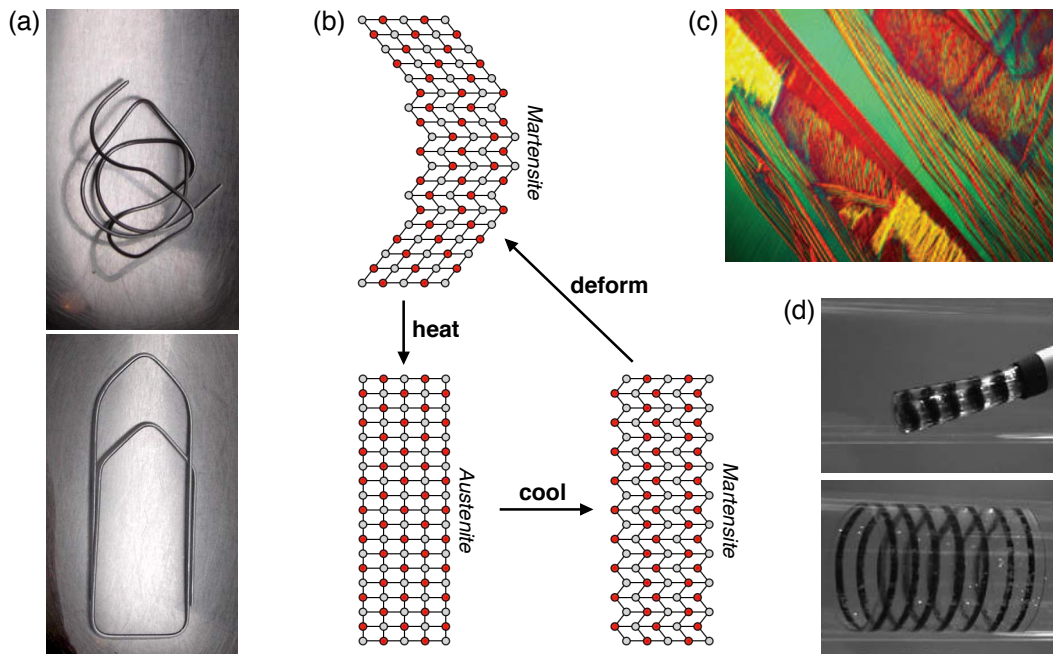 (a)
(b)
(c)
Martensite
deform
(d)
heat
Austenite
cool
Martensite